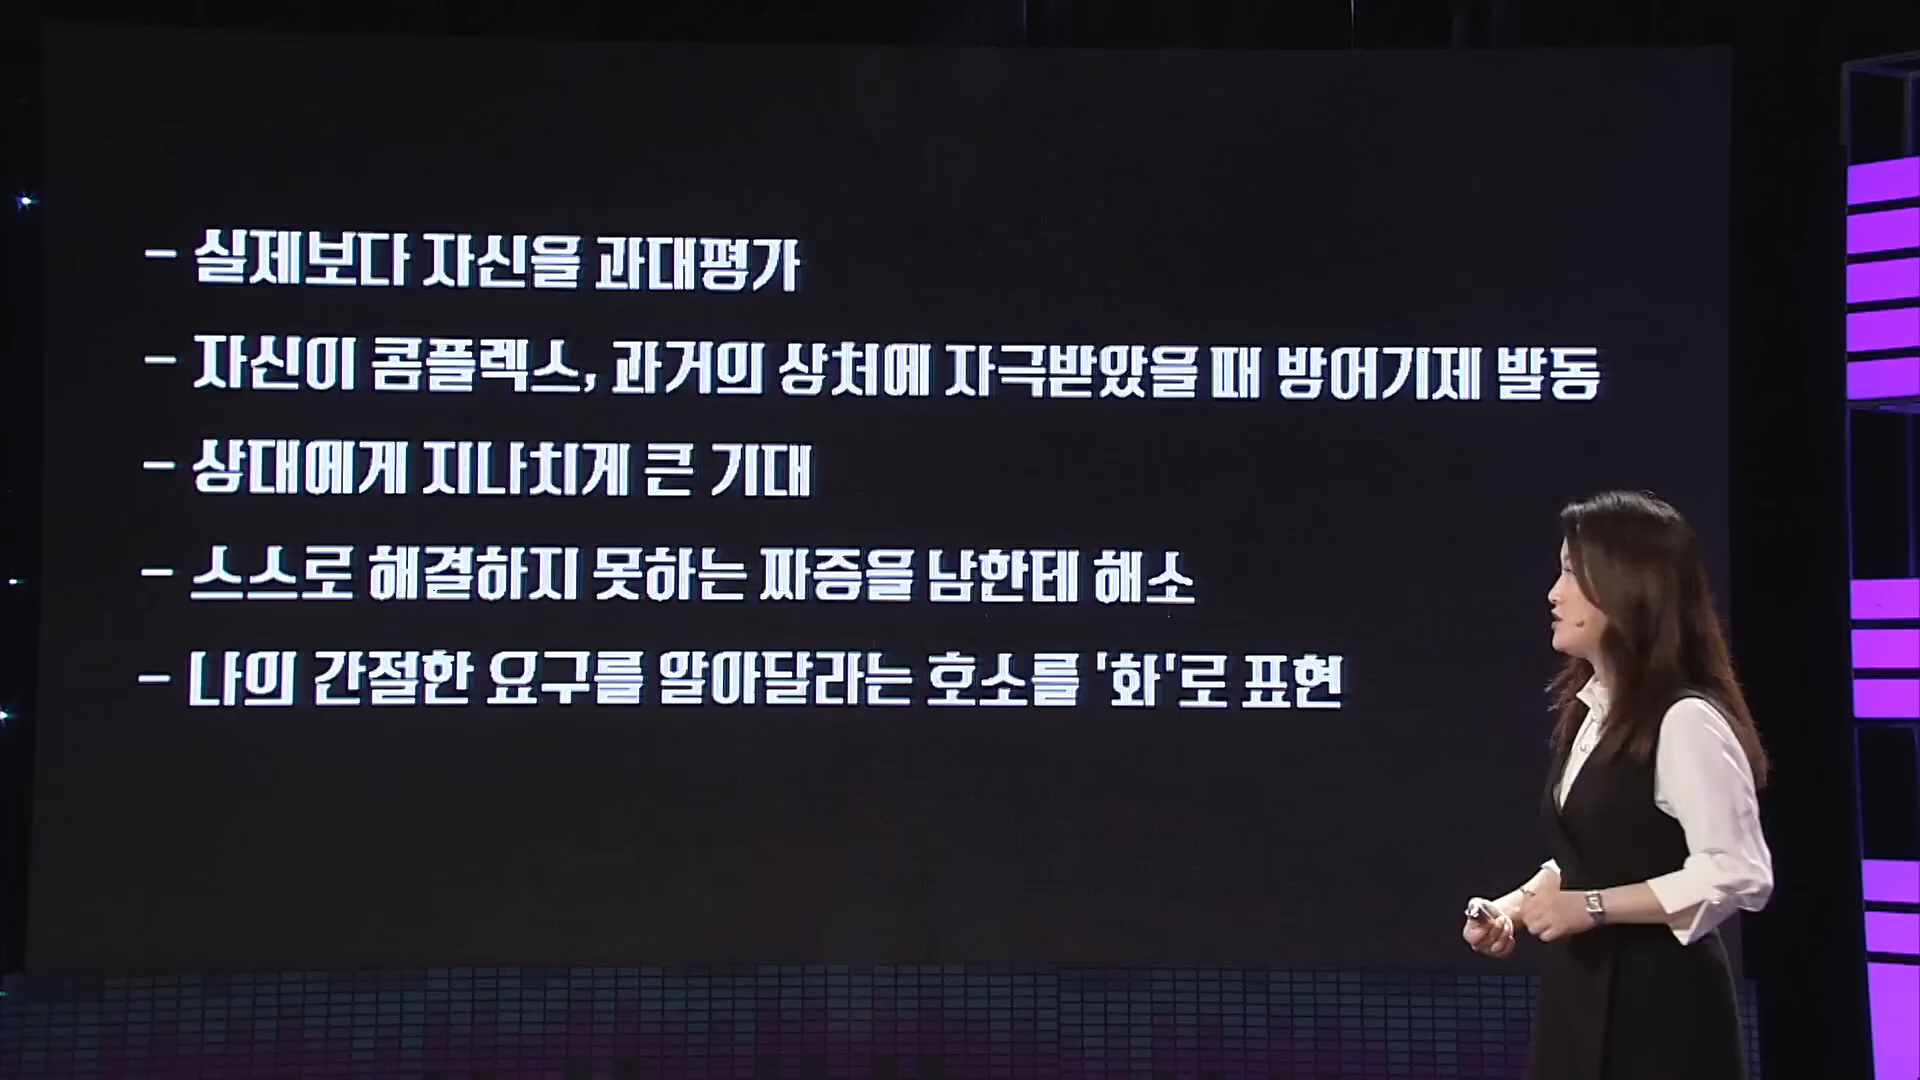 - 실제보다 자신을 과대평가
- 자신이 콤플렉스, 과거의 상처에 자극받았을 때 방어기제 발동
- 상대에게 지나치게 큰 기대
- 스스로 해결하지 못하는 짜증을 남한테 해소
- 나의 간절한 요구를 알아달라는 호소를 '화'로 표현